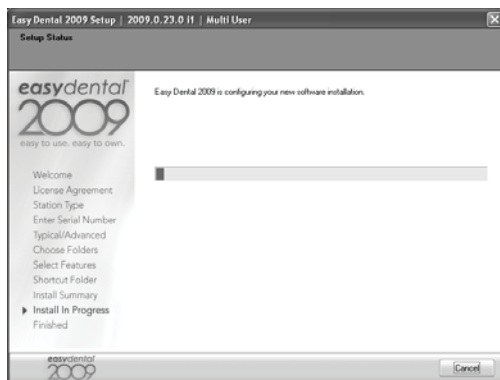 Easy Dental 2009 Setup | 2009.0.23.0 i1 | Multi User
Setup Status
easydental
2009
easy to use. easy to own.
Easy Dental 2009 is configuring your new software installation.
Welcome
License Agreement
Station Type
Enter Serial Number
Typical/Advanced
Choose Folders
Select Features
Shortcut Folder
Install Summary
Install In Progress
Finished
easydental
2009
Cancel